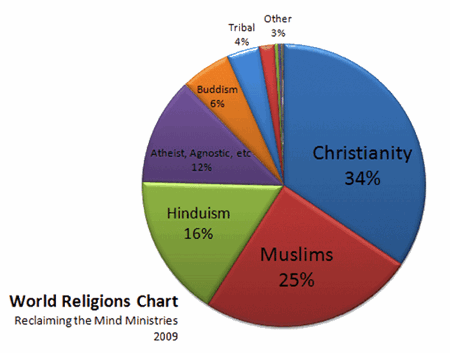 Other
3%
Tribal
4%
Buddism
6%
Atheist, Agnostic, etc
12%
Christianity
34%
Hinduism
16%
Muslims
25%
World Religions Chart
Reclaiming the Mind Ministries
2009